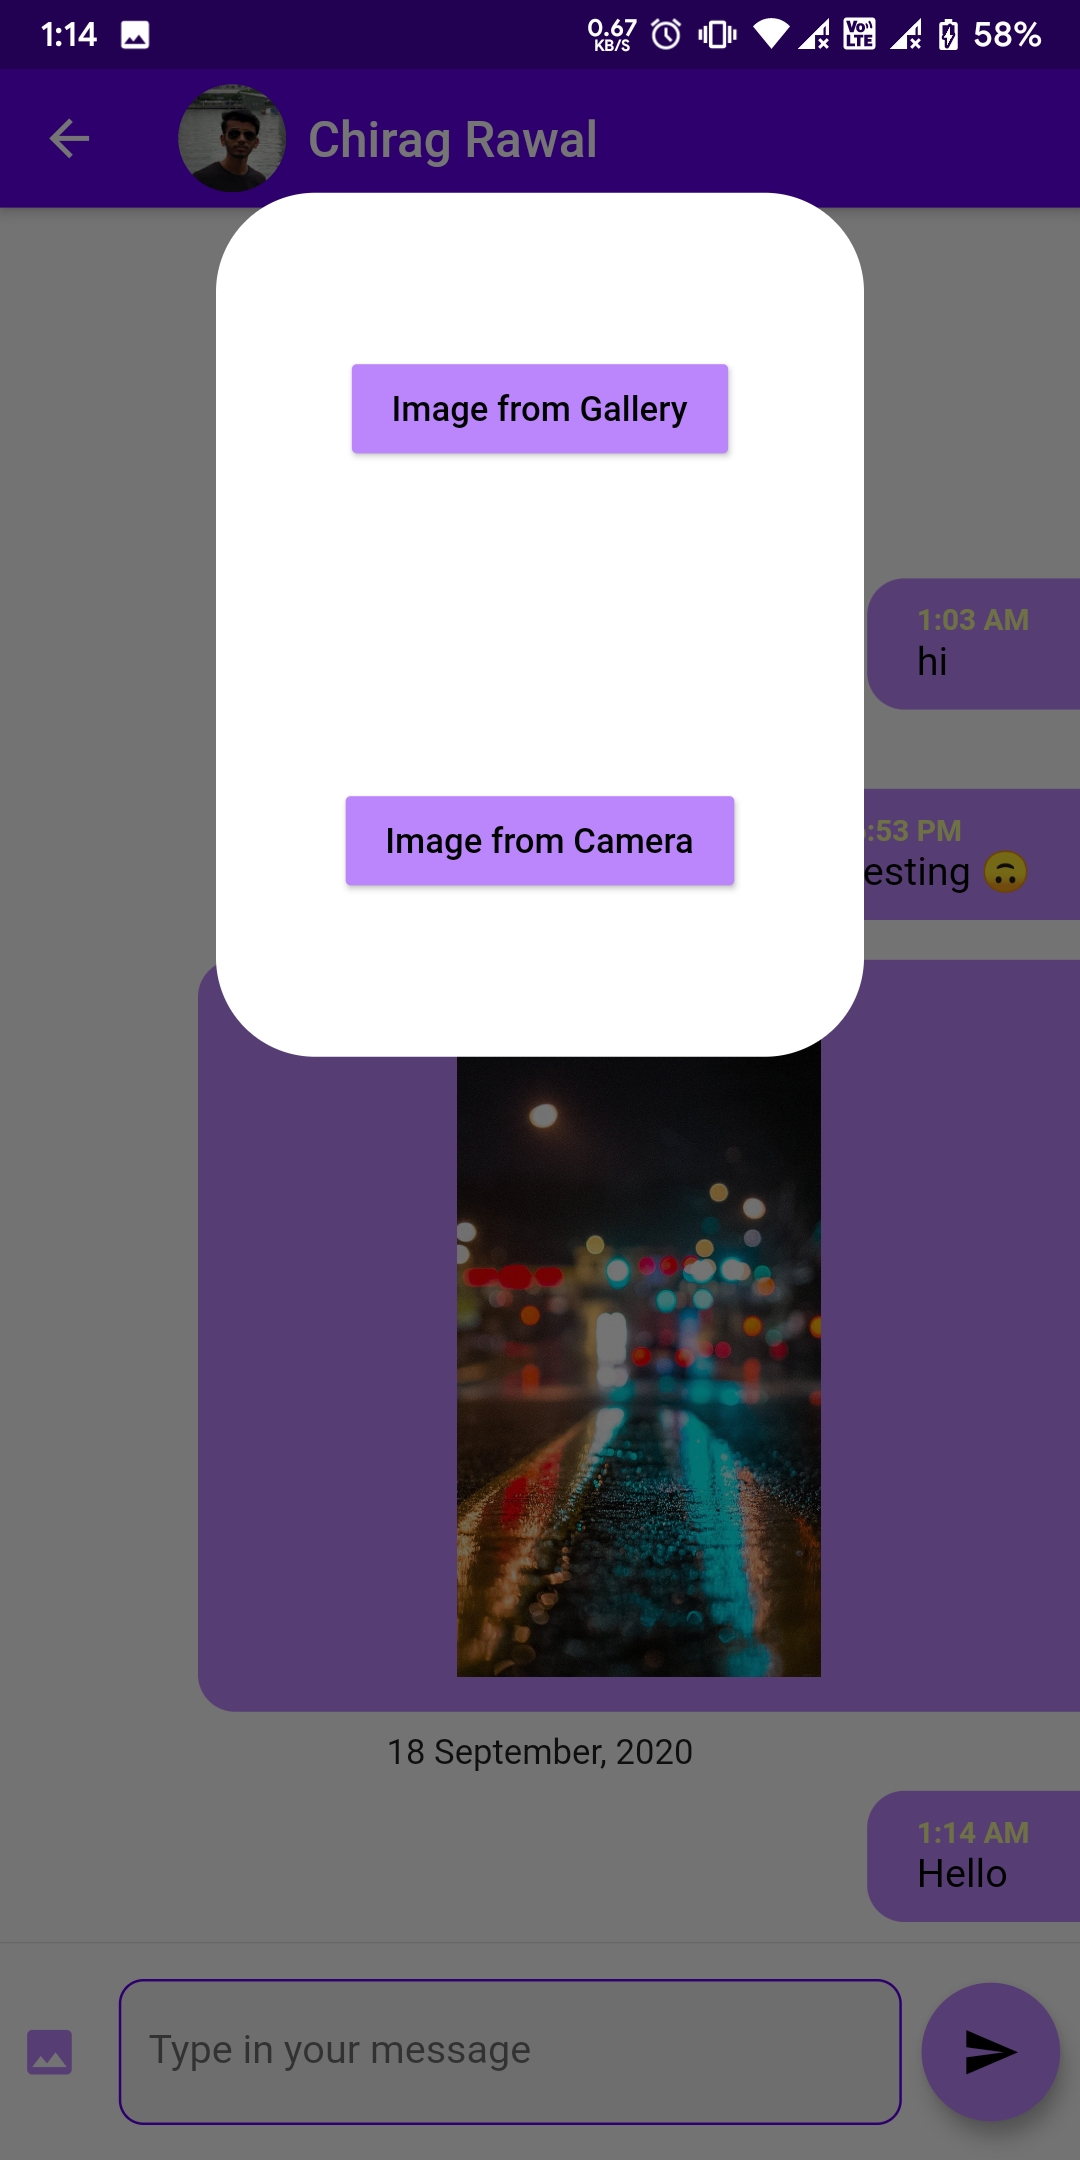 1:14
0.67
KB/S
Vo))
LTE
58%
Chirag Rawal
Image from Gallery
1:03 AM
hi
Image from Camera
:53 PM
esting 🙃
18 September, 2020
1:14 AM
Hello
Type in your message